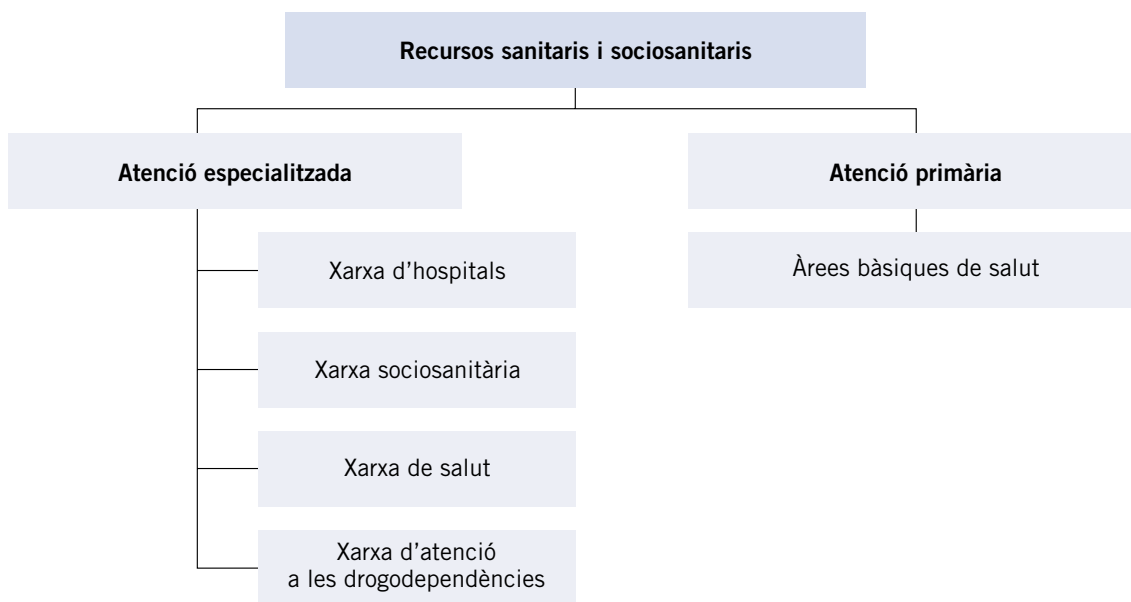 Recursos sanitaris i sociosanitaris
Atenció especialitzada
Xarxa d’hospitals
Xarxa sociosanitària
Xarxa de salut
Xarxa d’atenció
a les drogodependències
Atenció primària
Àrees bàsiques de salut